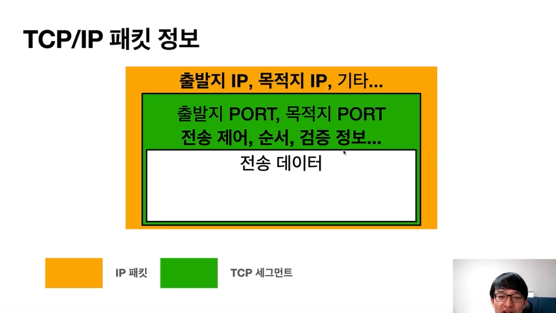 TCP/IP 패킷 정보
출발지 IP, 목적지 IP, 기타...
출발지 PORT, 목적지 PORT
전송 제어, 순서, 검증 정보...
전송 데이터
IP 패킷
TCP 세그먼트